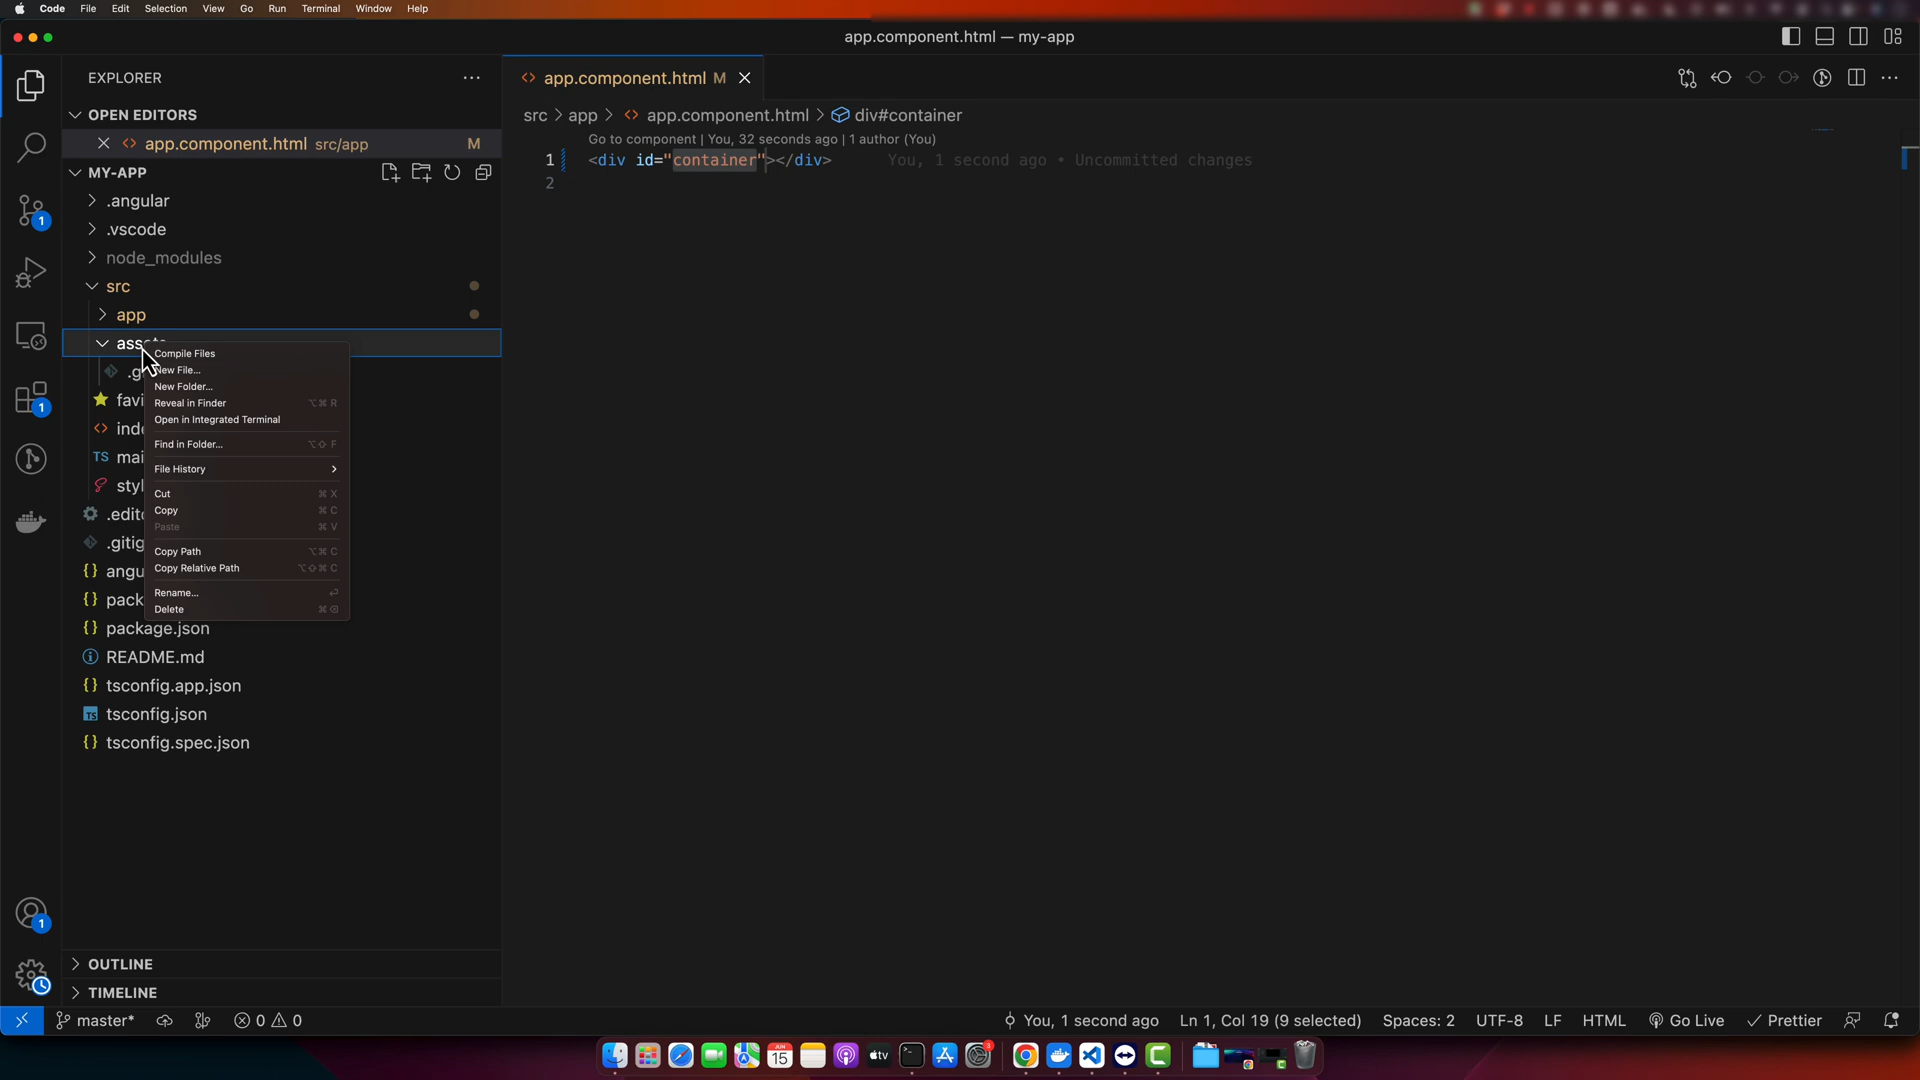 Code File Edit Selection View Go Run Terminal Window Help
app.component.html — my-app
EXPLORER
OPEN EDITORS
app.component.html src/app M
MY-APP
.angular
.vscode
node_modules
src
app
.editо
.gitig
package.json
README.md
tsconfig.app.json
tsconfig.json
tsconfig.spec.json
OUTLINE
TIMELINE
Compile Files
New File...
New Folder...
Reveal in Finder ⌥⌘ R
Open in Integrated Terminal
Find in Folder... ⌥⇧ F
File History
Cut ⌘ X
Copy ⌘ C
Paste ⌘ V
Copy Path ⌥⌘ C
Copy Relative Path ⌥⇧⌘ C
Rename... ⏎
Delete ⌘⌫
app.component.html M
src > app > app.component.html > div#container
Go to component | You, 32 seconds ago | 1 author (You)
1 <div id="container"></div> You, 1 second ago • Uncommitted changes
2
master* 0 0 You, 1 second ago Ln 1, Col 19 (9 selected) Spaces: 2 UTF-8 LF HTML Go Live Prettier